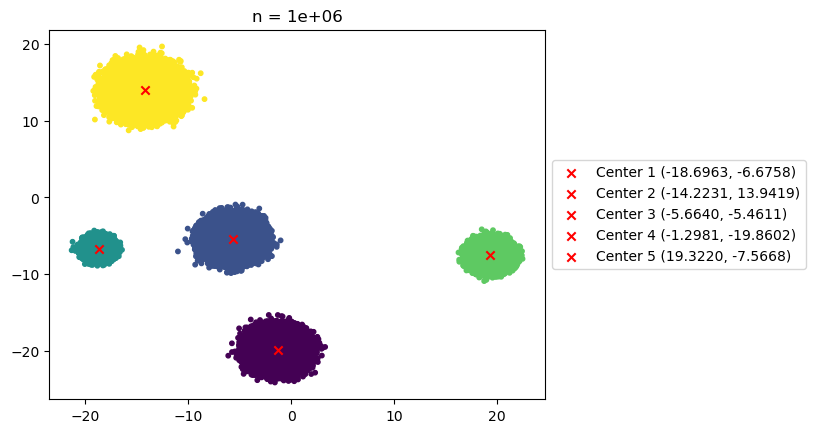 n = 1e+06
20
10
0
−10
−20
−20
−10
0
10
20
Center 1 (-18.6963, -6.6758)
Center 2 (-14.2231, 13.9419)
Center 3 (-5.6640, -5.4611)
Center 4 (-1.2981, -19.8602)
Center 5 (19.3220, -7.5668)